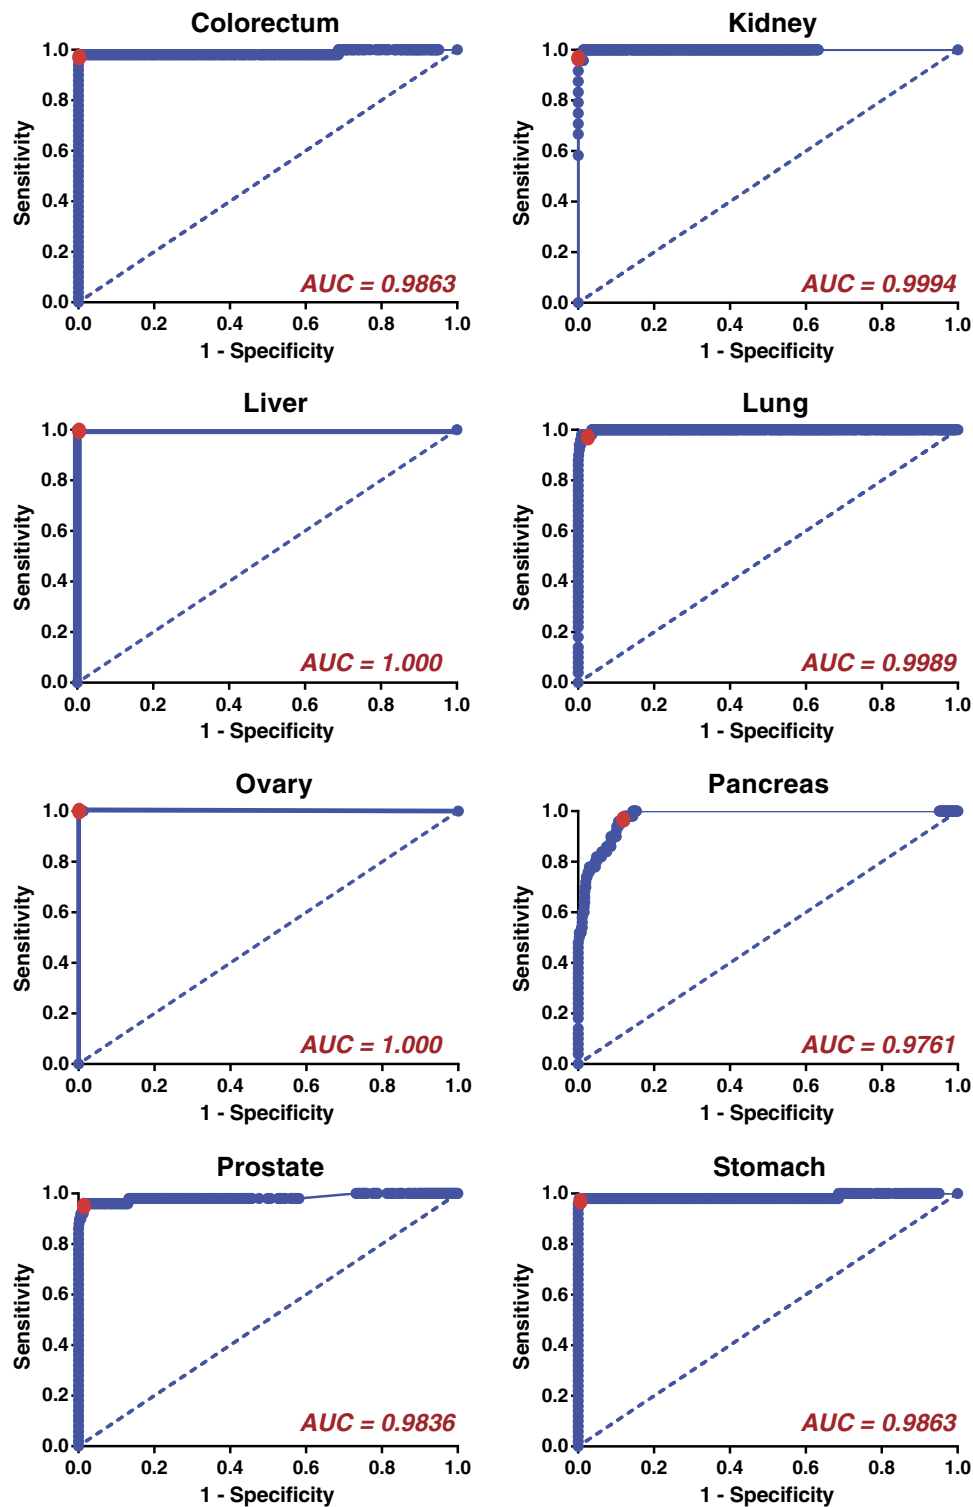 Colorectum
1.0
0.8
0.6
0.4
0.2
0.0
Sensitivity
AUC = 0.9863
0.0 0.2 0.4 0.6 0.8 1.0
1 - Specificity
Kidney
1.0
0.8
0.6
0.4
0.2
0.0
Sensitivity
AUC = 0.9994
0.0 0.2 0.4 0.6 0.8 1.0
1 - Specificity
Liver
1.0
0.8
0.6
0.4
0.2
0.0
Sensitivity
AUC = 1.000
0.0 0.2 0.4 0.6 0.8 1.0
1 - Specificity
Lung
1.0
0.8
0.6
0.4
0.2
0.0
Sensitivity
AUC = 0.9989
0.0 0.2 0.4 0.6 0.8 1.0
1 - Specificity
Ovary
1.0
0.8
0.6
0.4
0.2
0.0
Sensitivity
AUC = 1.000
0.0 0.2 0.4 0.6 0.8 1.0
1 - Specificity
Pancreas
1.0
0.8
0.6
0.4
0.2
0.0
Sensitivity
AUC = 0.9761
0.0 0.2 0.4 0.6 0.8 1.0
1 - Specificity
Prostate
1.0
0.8
0.6
0.4
0.2
0.0
Sensitivity
AUC = 0.9836
0.0 0.2 0.4 0.6 0.8 1.0
1 - Specificity
Stomach
1.0
0.8
0.6
0.4
0.2
0.0
Sensitivity
AUC = 0.9863
0.0 0.2 0.4 0.6 0.8 1.0
1 - Specificity